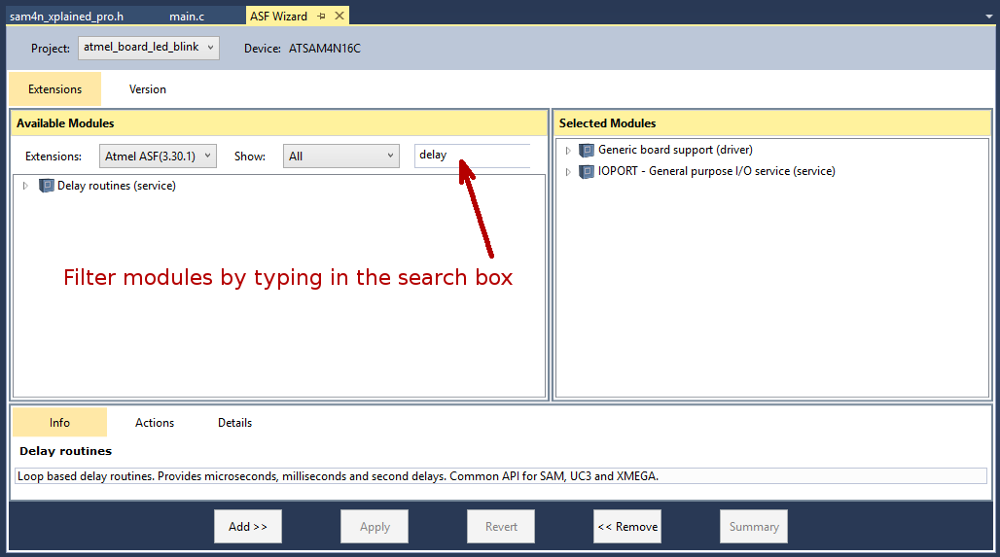 sam4n_xplained_pro.h main.c ASF Wizard
Project: atmel_board_led_blink Device: ATSAM4N16C
Extensions Version
Available Modules
Extensions: Atmel ASF(3.30.1) Show: All delay
Delay routines (service)
Filter modules by typing in the search box
Selected Modules
Generic board support (driver)
IOPORT - General purpose I/O service (service)
Info Actions Details
Delay routines
Loop based delay routines. Provides microseconds, milliseconds and second delays. Common API for SAM, UC3 and XMEGA.
Add >> Apply Revert << Remove Summary